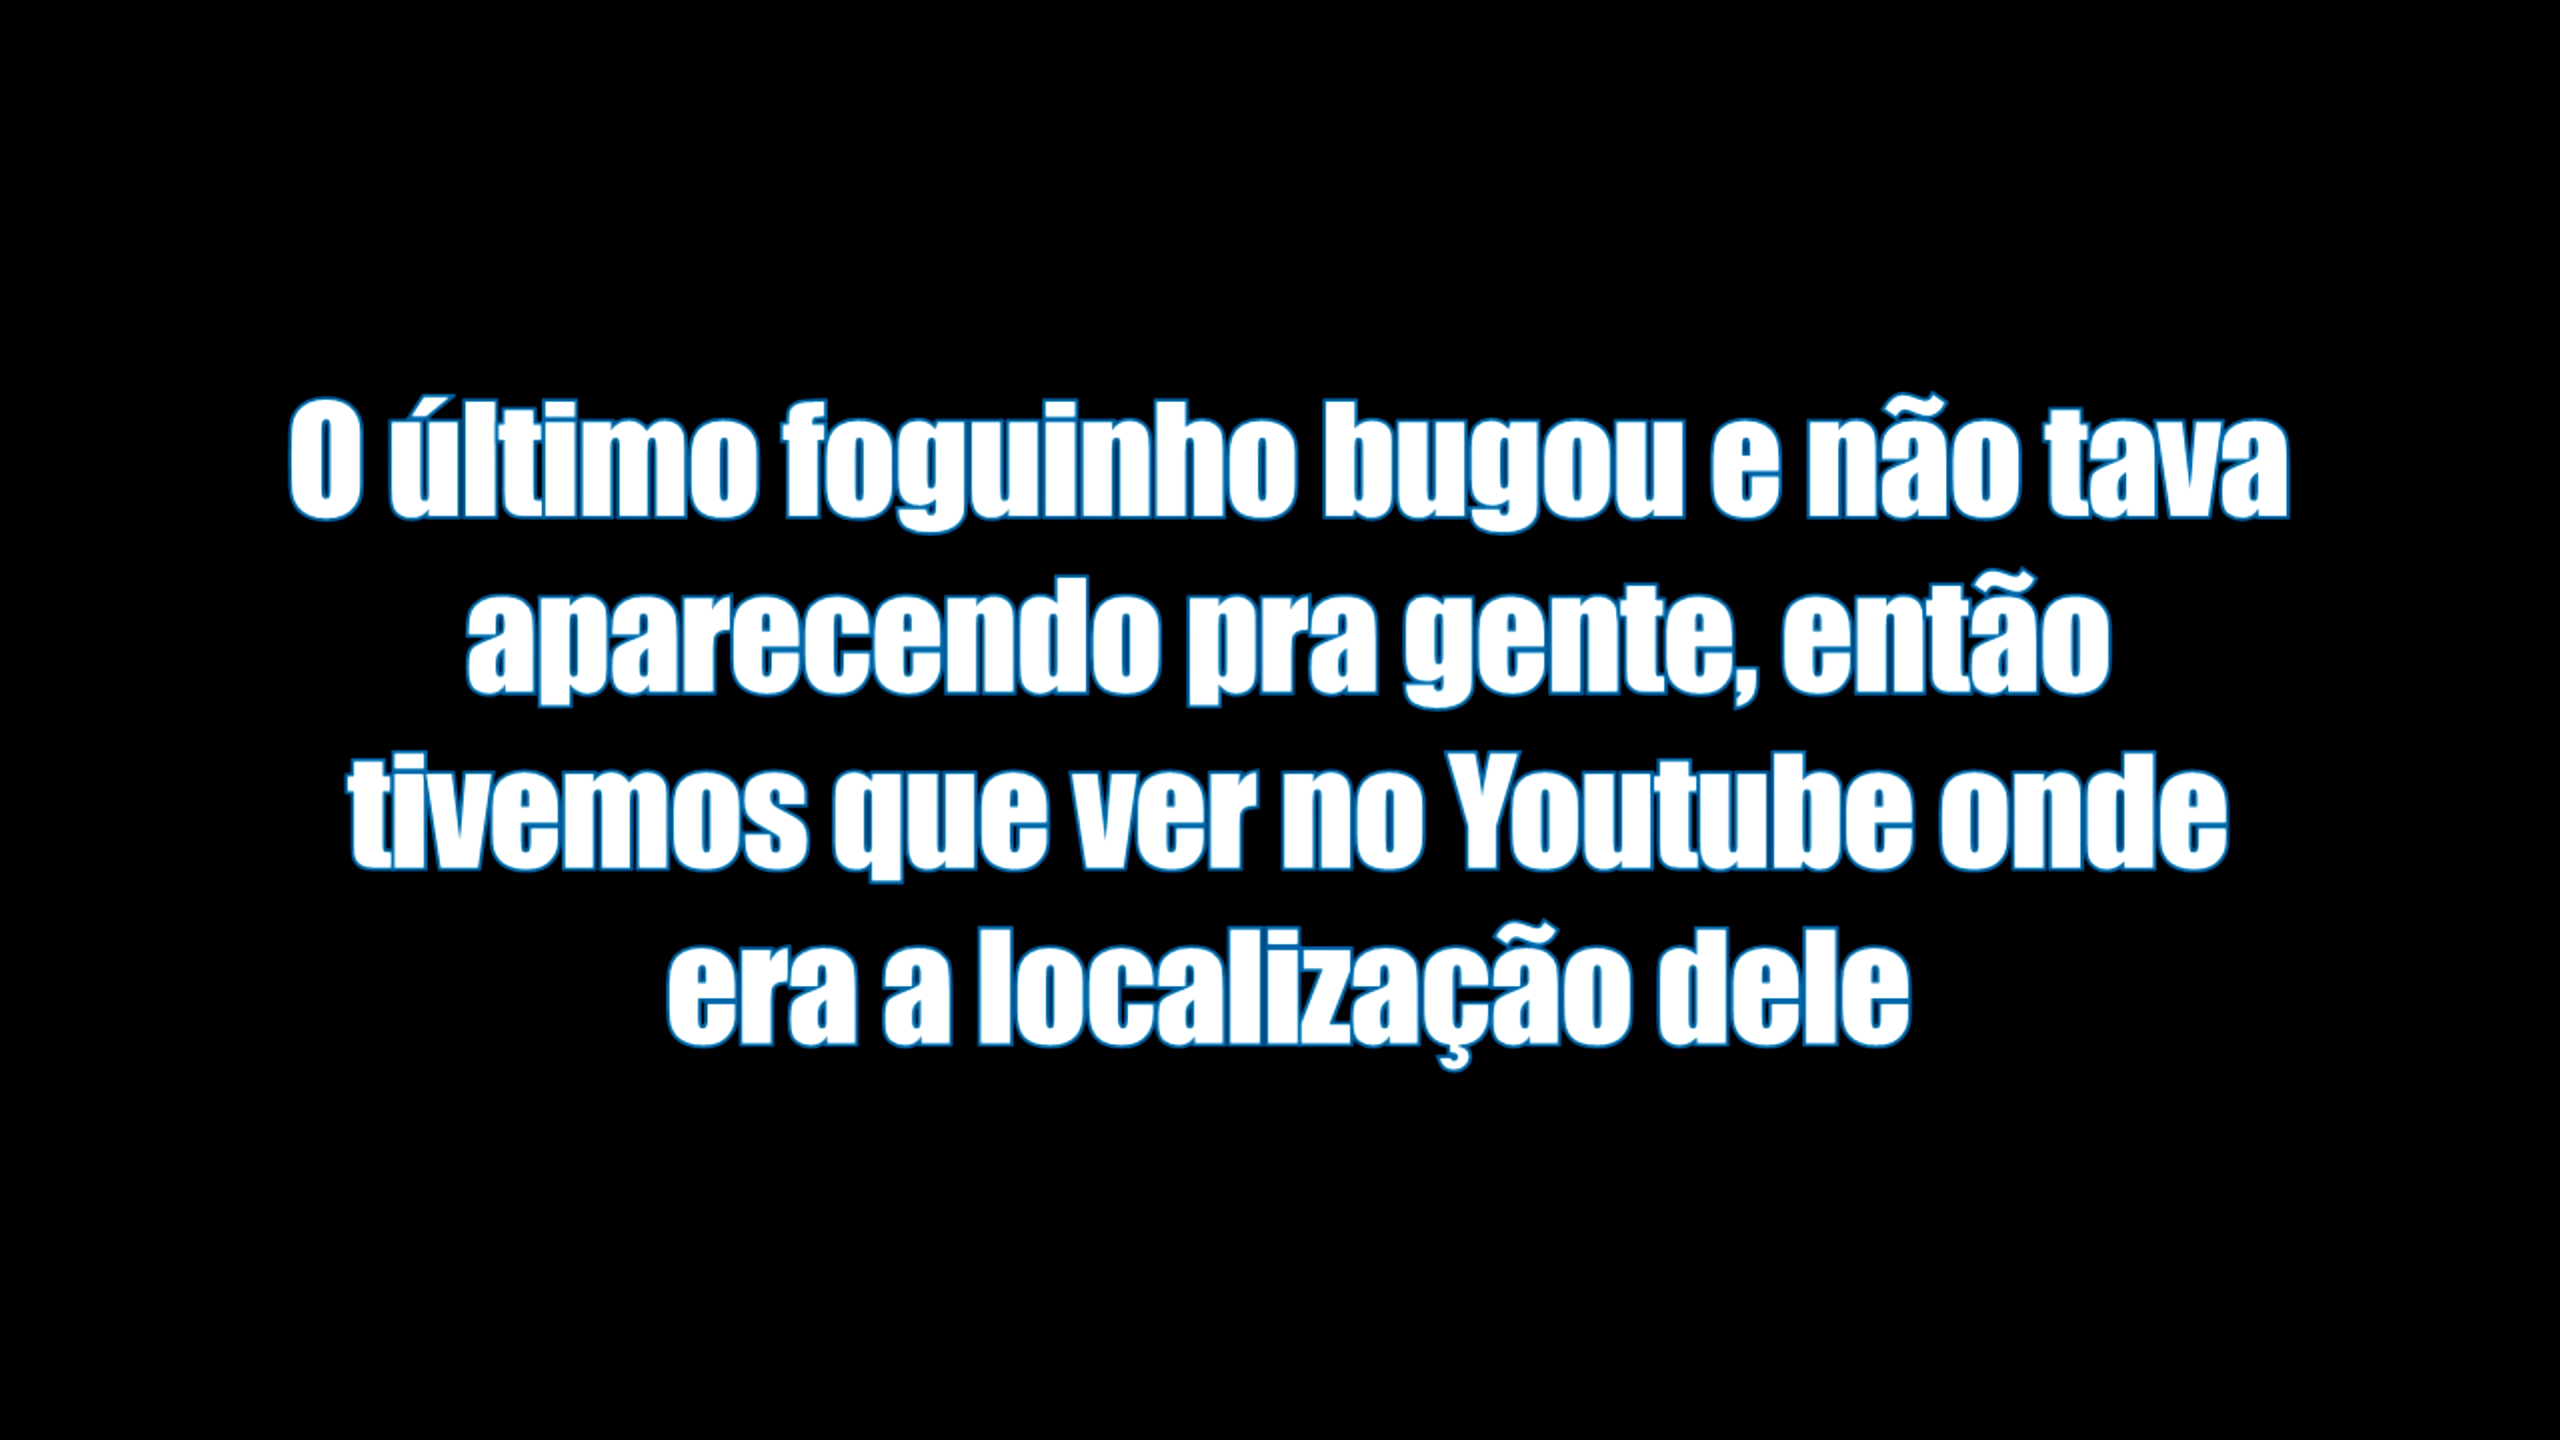 O último foguinho bugou e não tava
aparecendo pra gente, então
tivemos que ver no Youtube onde
era a localização dele